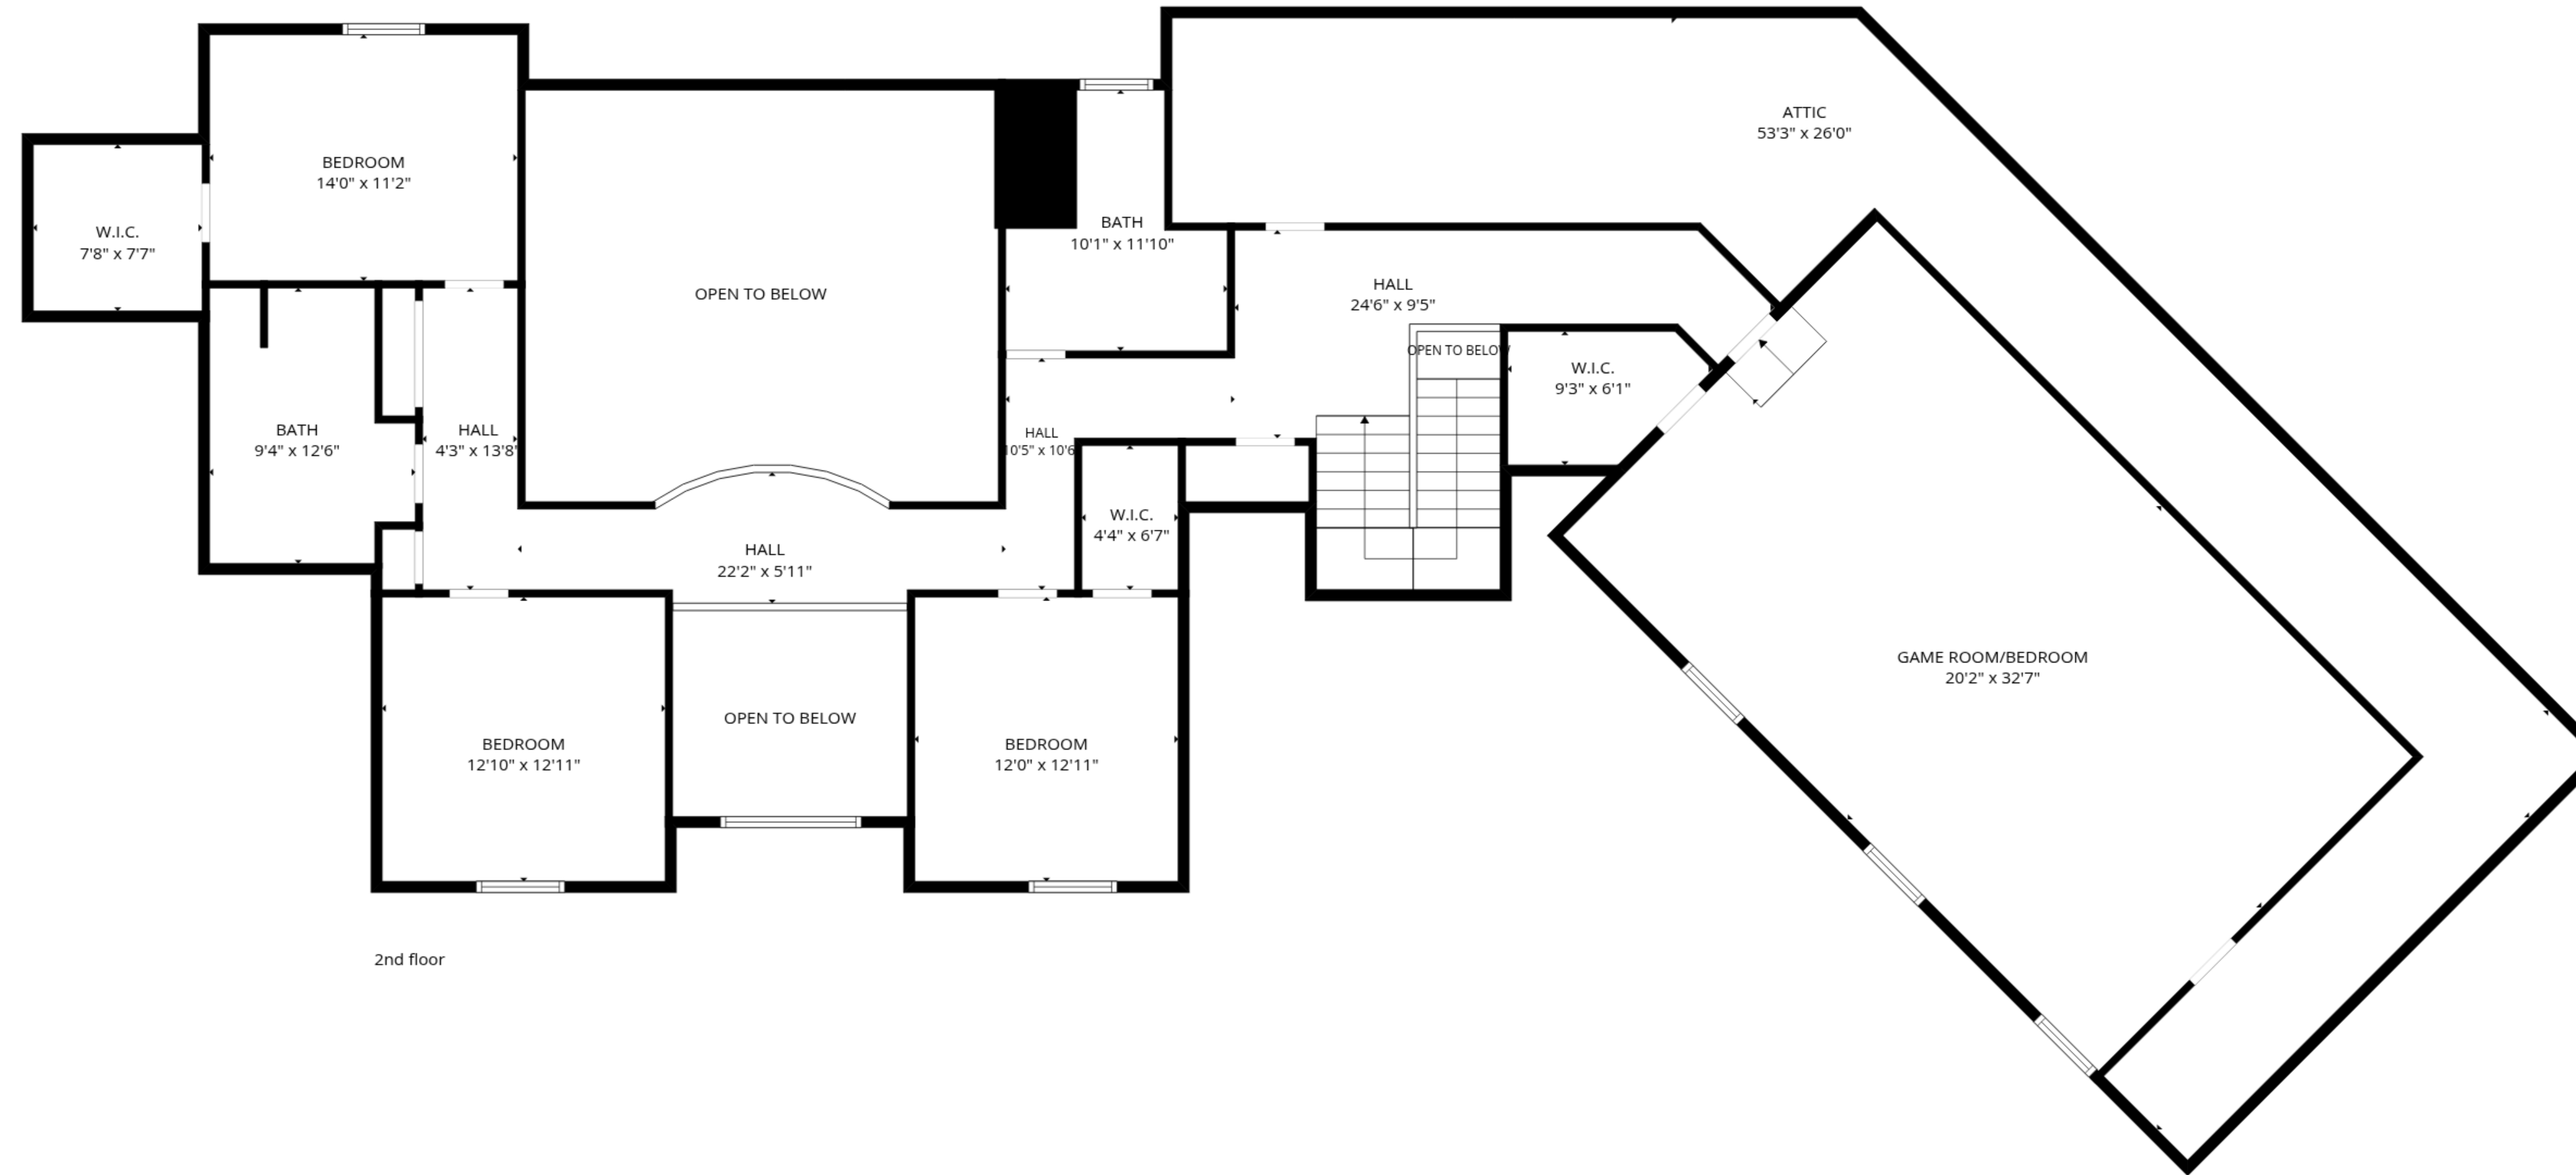 ATTIC
53'3" x 26'0"
BEDROOM
14'0" x 11'2"
W.I.C.
7'8" x 7'7"
BATH
10'1" x 11'10"
OPEN TO BELOW
HALL
24'6" x 9'5"
OPEN TO BELOW
W.I.C.
9'3" x 6'1"
BATH
9'4" x 12'6"
HALL
4'3" x 13'8"
HALL
10'5" x 10'6
W.I.C.
4'4" x 6'7"
HALL
22'2" x 5'11"
GAME ROOM/BEDROOM
20'2" x 32'7"
OPEN TO BELOW
BEDROOM
12'10" x 12'11"
BEDROOM
12'0" x 12'11"
2nd floor